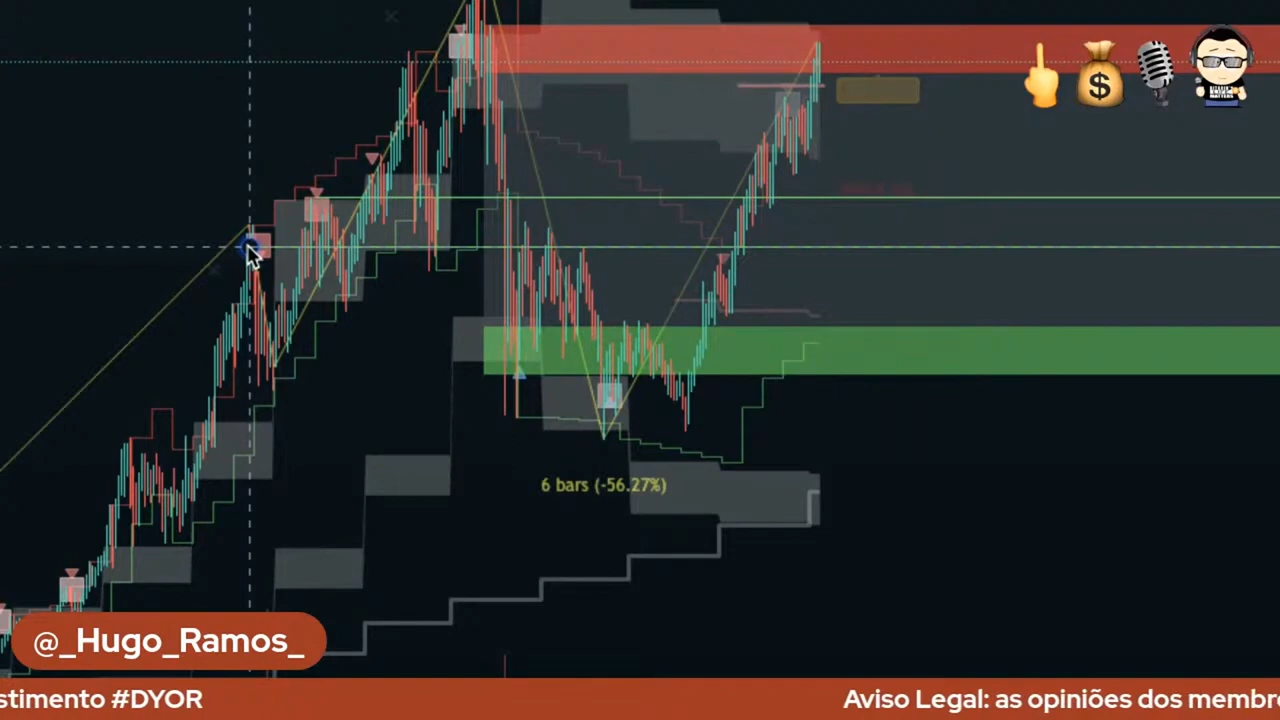 6 bars (-56.27%)
@_Hugo_Ramos_
stimento #DYOR
Aviso Legal: as opiniões dos membr